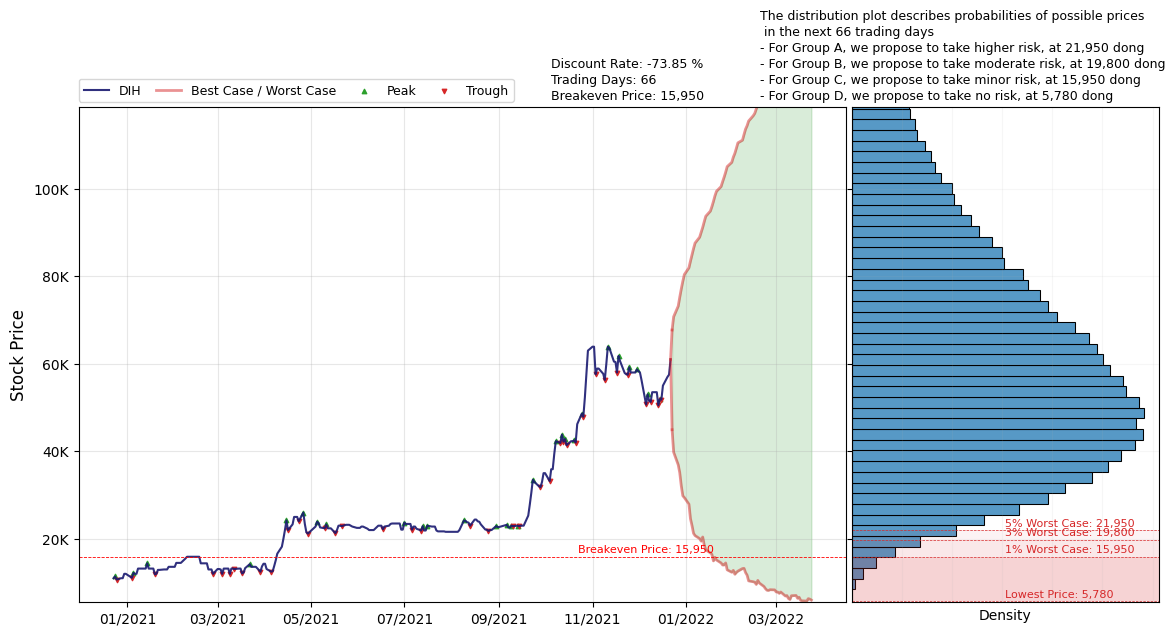 The distribution plot describes probabilities of possible prices
in the next 66 trading days
- For Group A, we propose to take higher risk, at 21,950 dong
- For Group B, we propose to take moderate risk, at 19,800 dong
- For Group C, we propose to take minor risk, at 15,950 dong
- For Group D, we propose to take no risk, at 5,780 dong
Discount Rate: -73.85 %
Trading Days: 66
Breakeven Price: 15,950
DIH Best Case / Worst Case Peak Trough
Stock Price
100K
80K
60K
40K
20K
Breakeven Price: 15,950
5% Worst Case: 21,950
3% Worst Case: 19,800
1% Worst Case: 15,950
Lowest Price: 5,780
01/2021 03/2021 05/2021 07/2021 09/2021 11/2021 01/2022 03/2022
Density